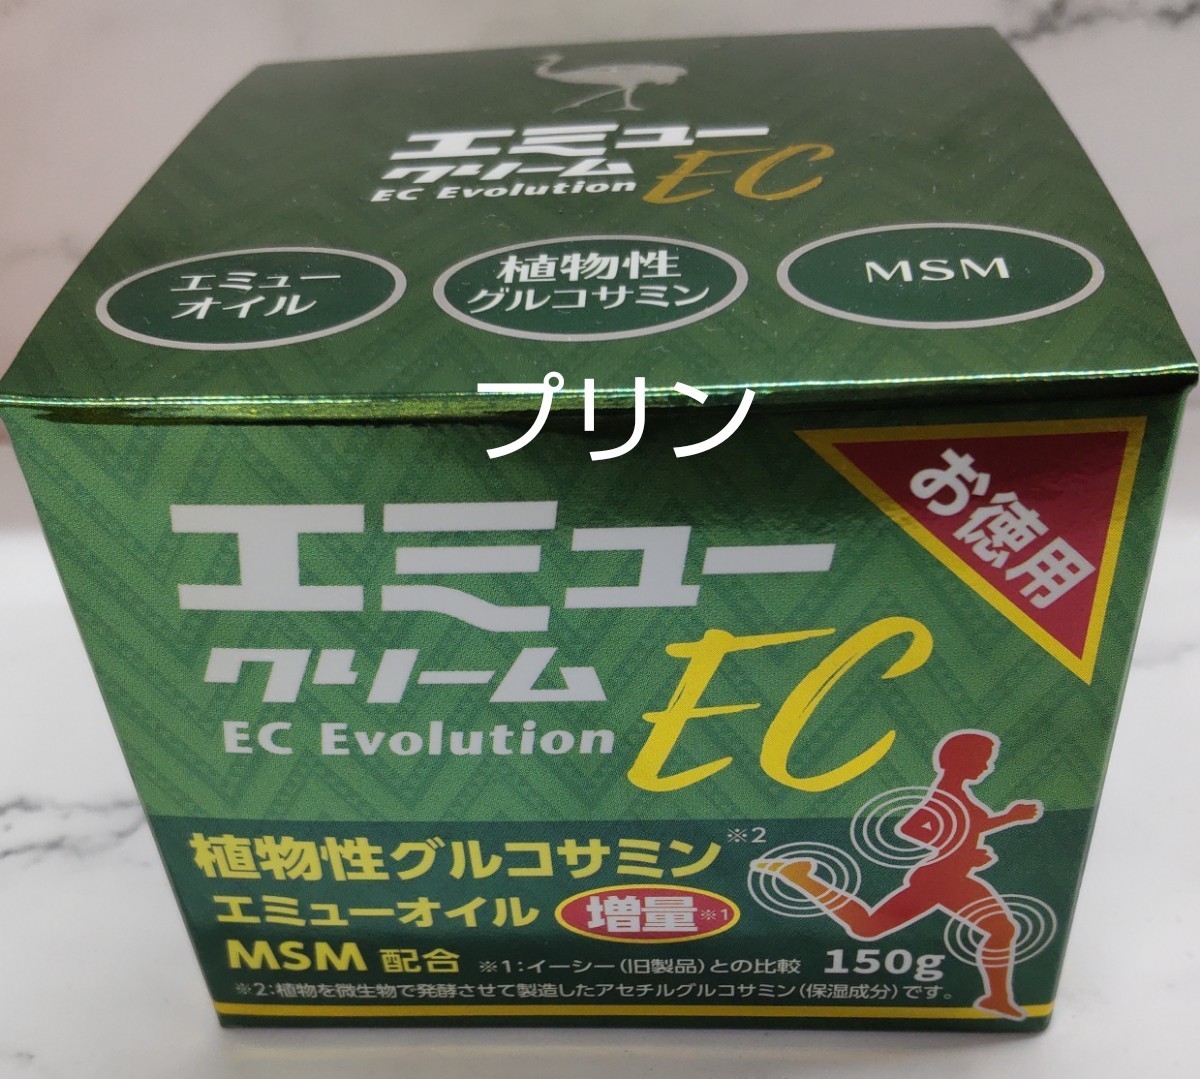 エミュー
クリーム EC
EC Evolution
エミュー
オイル
植物性
グルコサミン
MSM
プリン
お徳用
エミュー
クリーム EC
EC Evolution
植物性グルコサミン※2
エミューオイル 増量※1
MSM 配合 ※1:イーシー(旧製品)との比較 150g
※2:植物を微生物で発酵させて製造したアセチルグルコサミン(保湿成分)です。